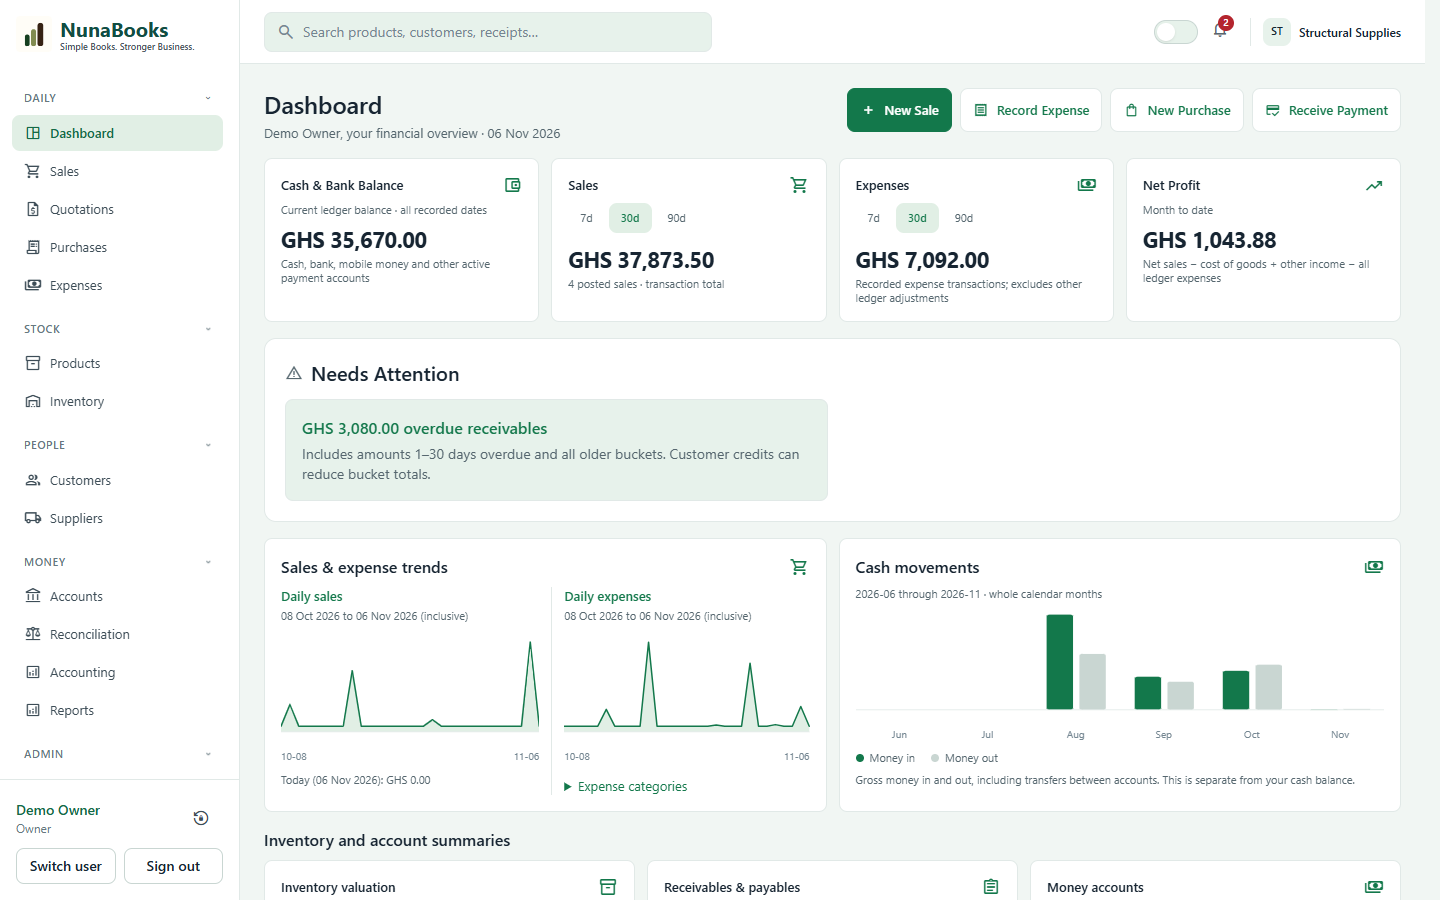 NunaBooks
Simple Books. Stronger Business.
Search products, customers, receipts...
2
ST
Structural Supplies
DAILY
Dashboard
Sales
Quotations
Purchases
Expenses
STOCK
Products
Inventory
PEOPLE
Customers
Suppliers
MONEY
Accounts
Reconciliation
Accounting
Reports
ADMIN
Demo Owner
Owner
Switch user
Sign out
Dashboard
Demo Owner, your financial overview · 06 Nov 2026
+ New Sale
Record Expense
New Purchase
Receive Payment
Cash & Bank Balance
Current ledger balance · all recorded dates
GHS 35,670.00
Cash, bank, mobile money and other active
payment accounts
Sales
7d 30d 90d
GHS 37,873.50
4 posted sales · transaction total
Expenses
7d 30d 90d
GHS 7,092.00
Recorded expense transactions; excludes other
ledger adjustments
Net Profit
Month to date
GHS 1,043.88
Net sales − cost of goods + other income − all
ledger expenses
Needs Attention
GHS 3,080.00 overdue receivables
Includes amounts 1–30 days overdue and all older buckets. Customer credits can
reduce bucket totals.
Sales & expense trends
Daily sales
08 Oct 2026 to 06 Nov 2026 (inclusive)
10-08 11-06
Today (06 Nov 2026): GHS 0.00
Daily expenses
08 Oct 2026 to 06 Nov 2026 (inclusive)
10-08 11-06
Expense categories
Cash movements
2026-06 through 2026-11 · whole calendar months
Jun Jul Aug Sep Oct Nov
Money in Money out
Gross money in and out, including transfers between accounts. This is separate from your cash balance.
Inventory and account summaries
Inventory valuation
Receivables & payables
Money accounts